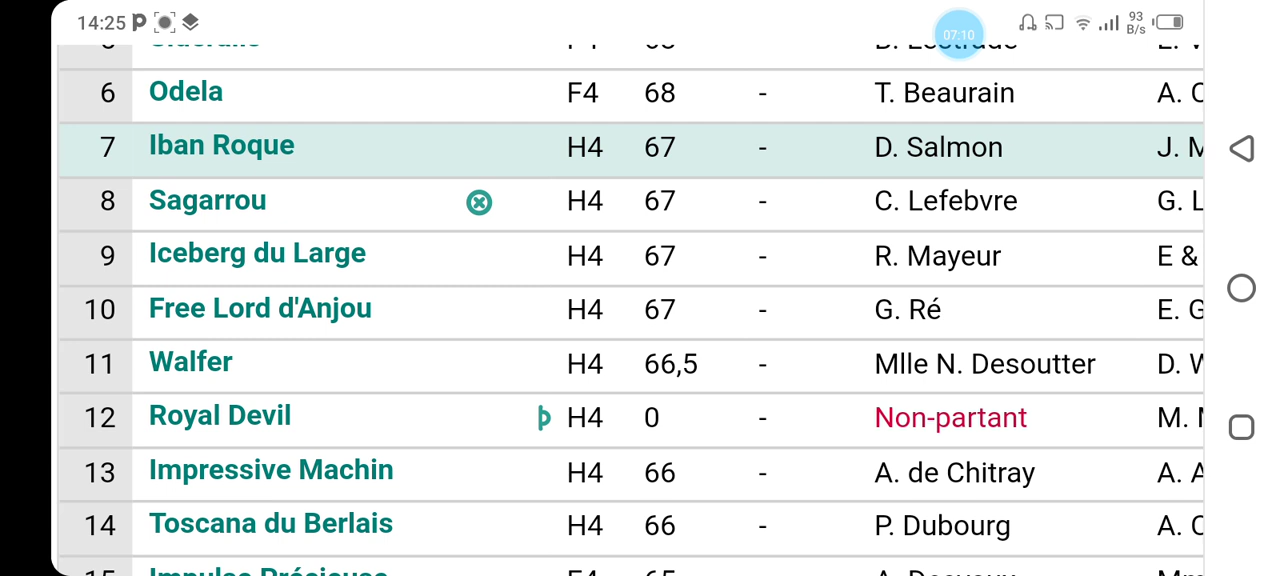 14:25
07:10
93 B/s
6 Odela F4 68 - T. Beaurain A.
7 Iban Roque H4 67 - D. Salmon J.
8 Sagarrou H4 67 - C. Lefebvre G.
9 Iceberg du Large H4 67 - R. Mayeur E &
10 Free Lord d'Anjou H4 67 - G. Ré E.
11 Walfer H4 66,5 - Mlle N. Desoutter D.
12 Royal Devil H4 0 - Non-partant M.
13 Impressive Machin H4 66 - A. de Chitray A.
14 Toscana du Berlais H4 66 - P. Dubourg A.